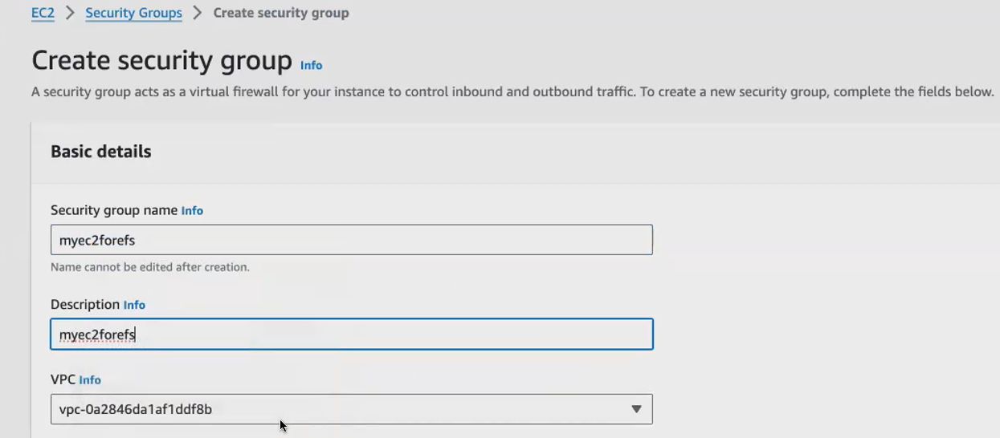 EC2 > Security Groups > Create security group
Create security group Info
A security group acts as a virtual firewall for your instance to control inbound and outbound traffic. To create a new security group, complete the fields below.
Basic details
Security group name Info
myec2forefs
Name cannot be edited after creation.
Description Info
myec2forefs
VPC Info
vpc-0a2846da1af1ddf8b